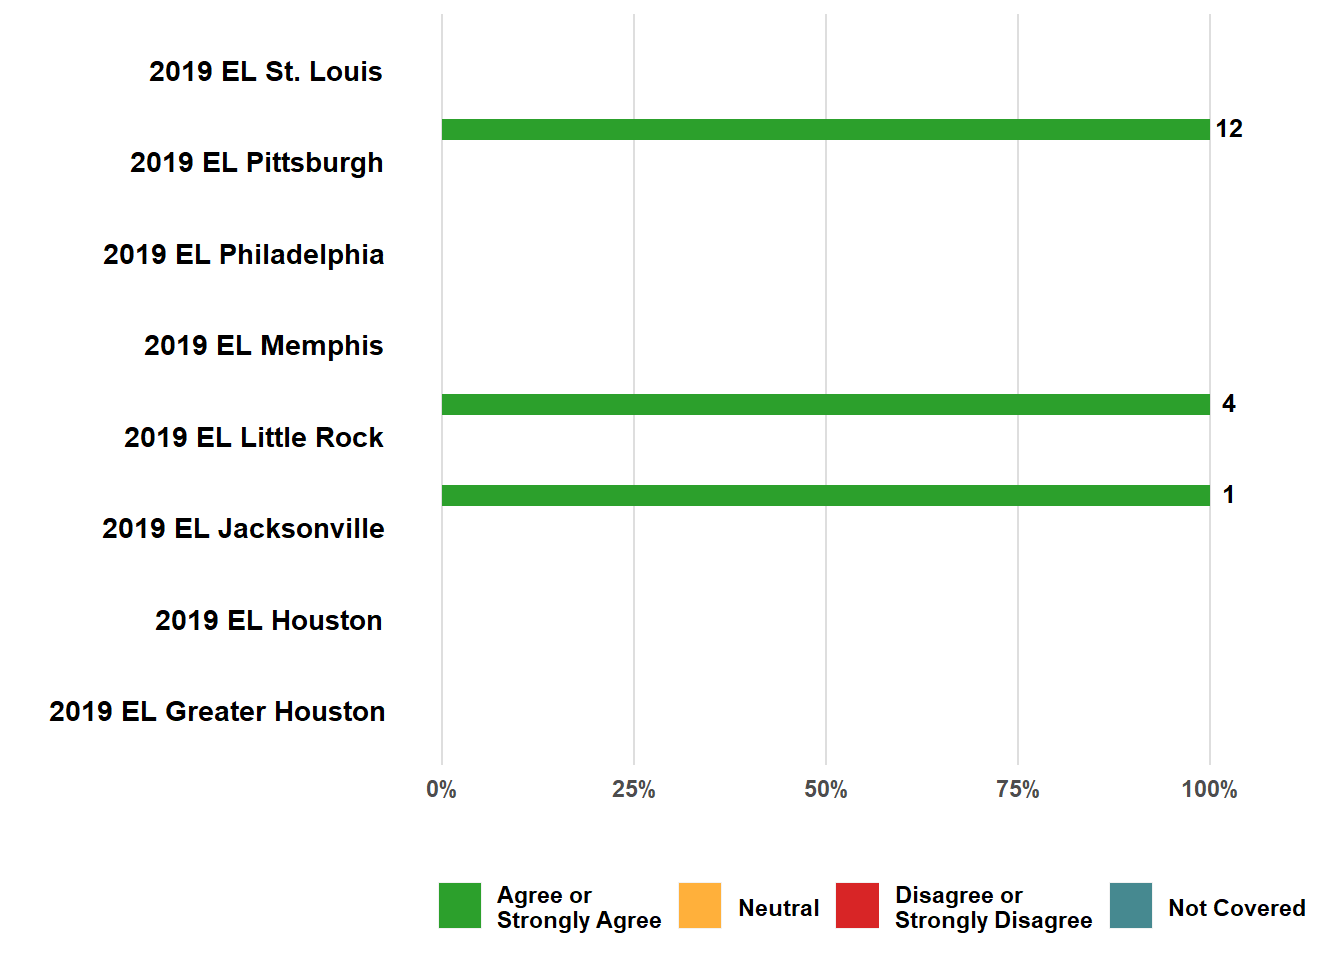 2019 EL St. Louis
12
2019 EL Pittsburgh
2019 EL Philadelphia
2019 EL Memphis
4
2019 EL Little Rock
1
2019 EL Jacksonville
2019 EL Houston
2019 EL Greater Houston
0% 25% 50% 75% 100%
Agree or
Strongly Agree
Neutral
Disagree or
Strongly Disagree
Not Covered